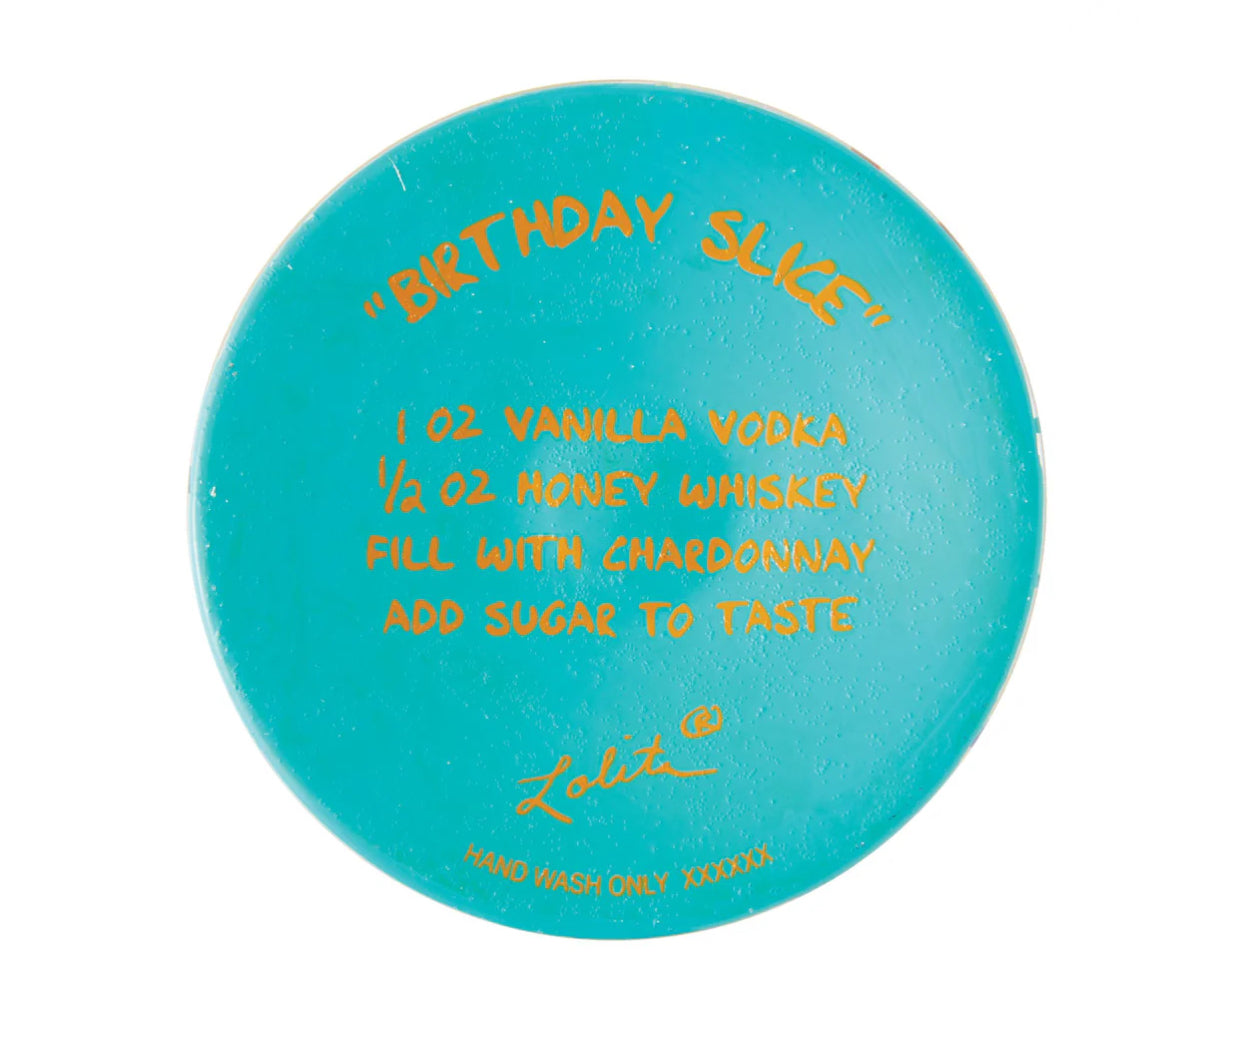 "BIRTHDAY SLICE"
1 OZ VANILLA VODKA
1/2 OZ HONEY WHISKEY
FILL WITH CHARDONNAY
ADD SUGAR TO TASTE
Lolita®
HAND WASH ONLY XXXXXX